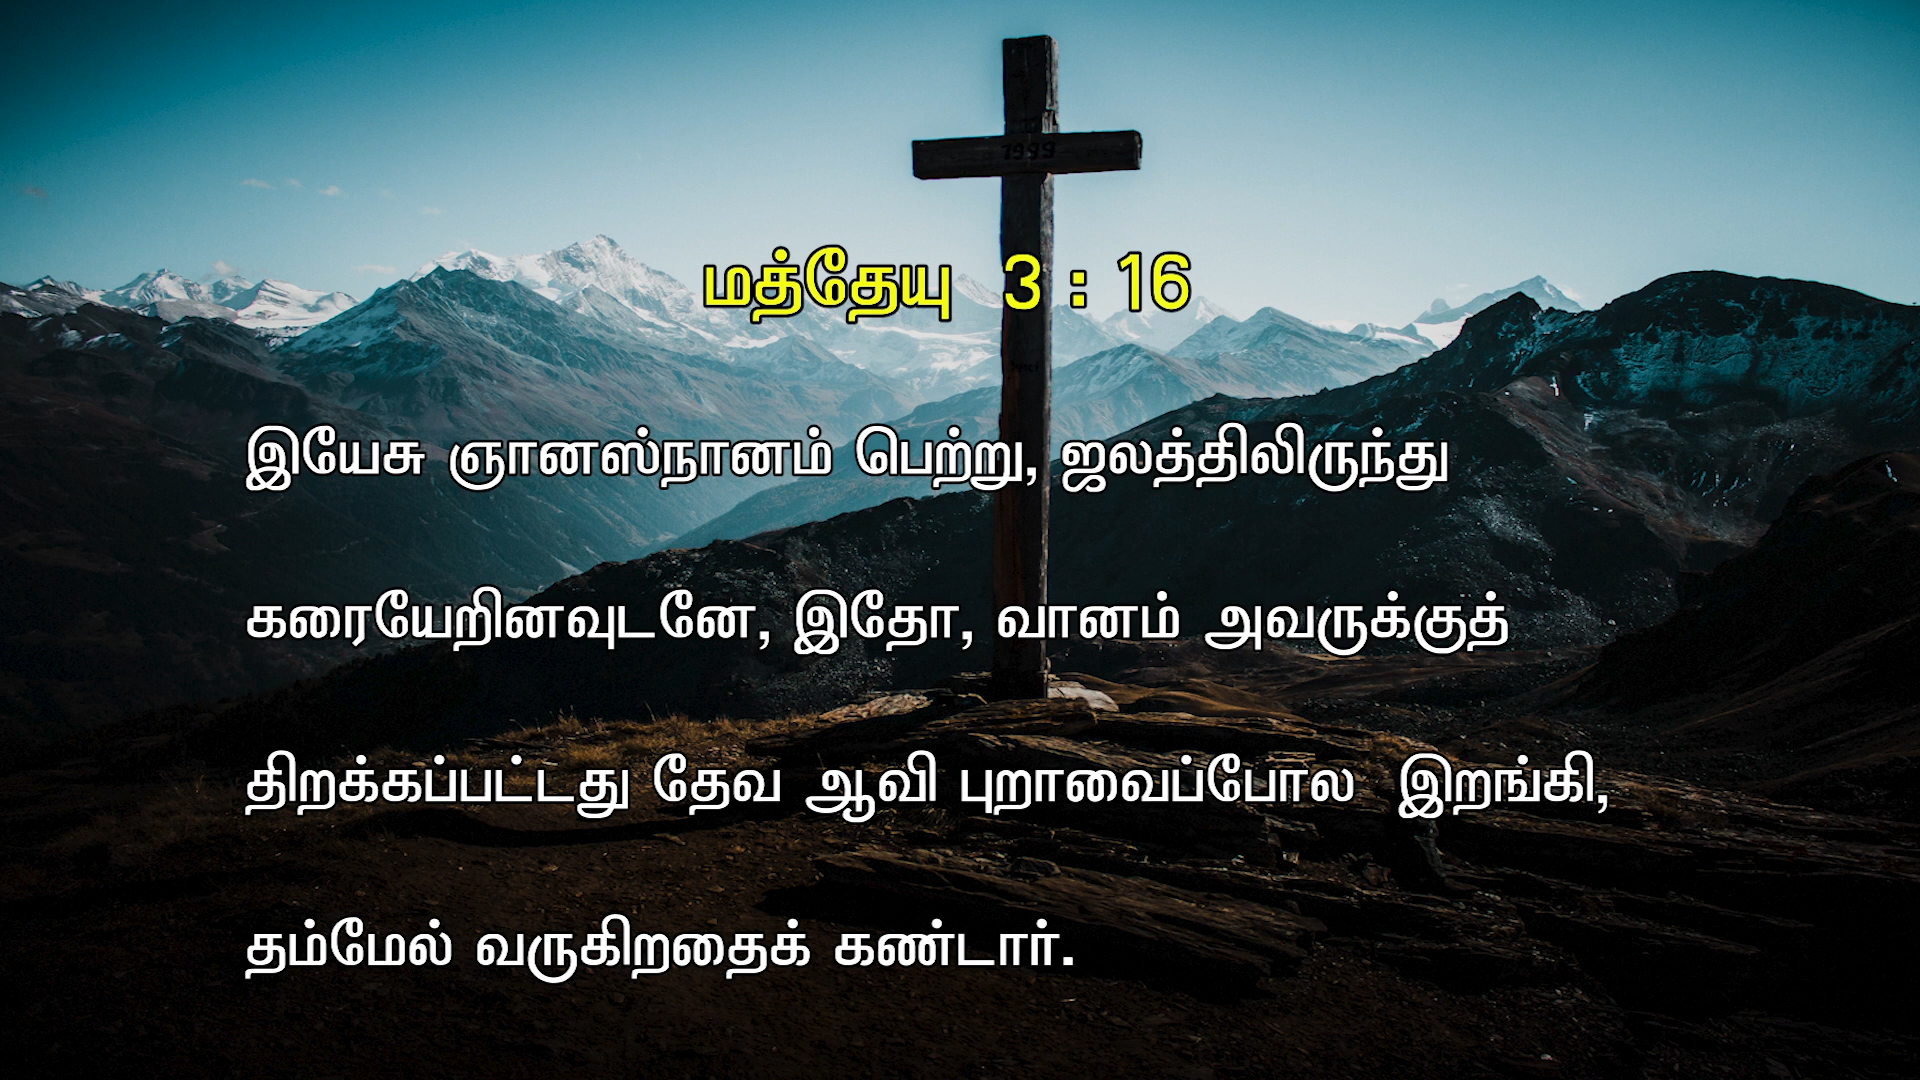 1989
மத்தேயு 3 : 16
இயேசு ஞானஸ்நானம் பெற்று, ஜலத்திலிருந்து
கரையேறினவுடனே, இதோ, வானம் அவருக்குத்
திறக்கப்பட்டது தேவ ஆவி புறாவைப்போல இறங்கி,
தம்மேல் வருகிறதைக் கண்டார்.